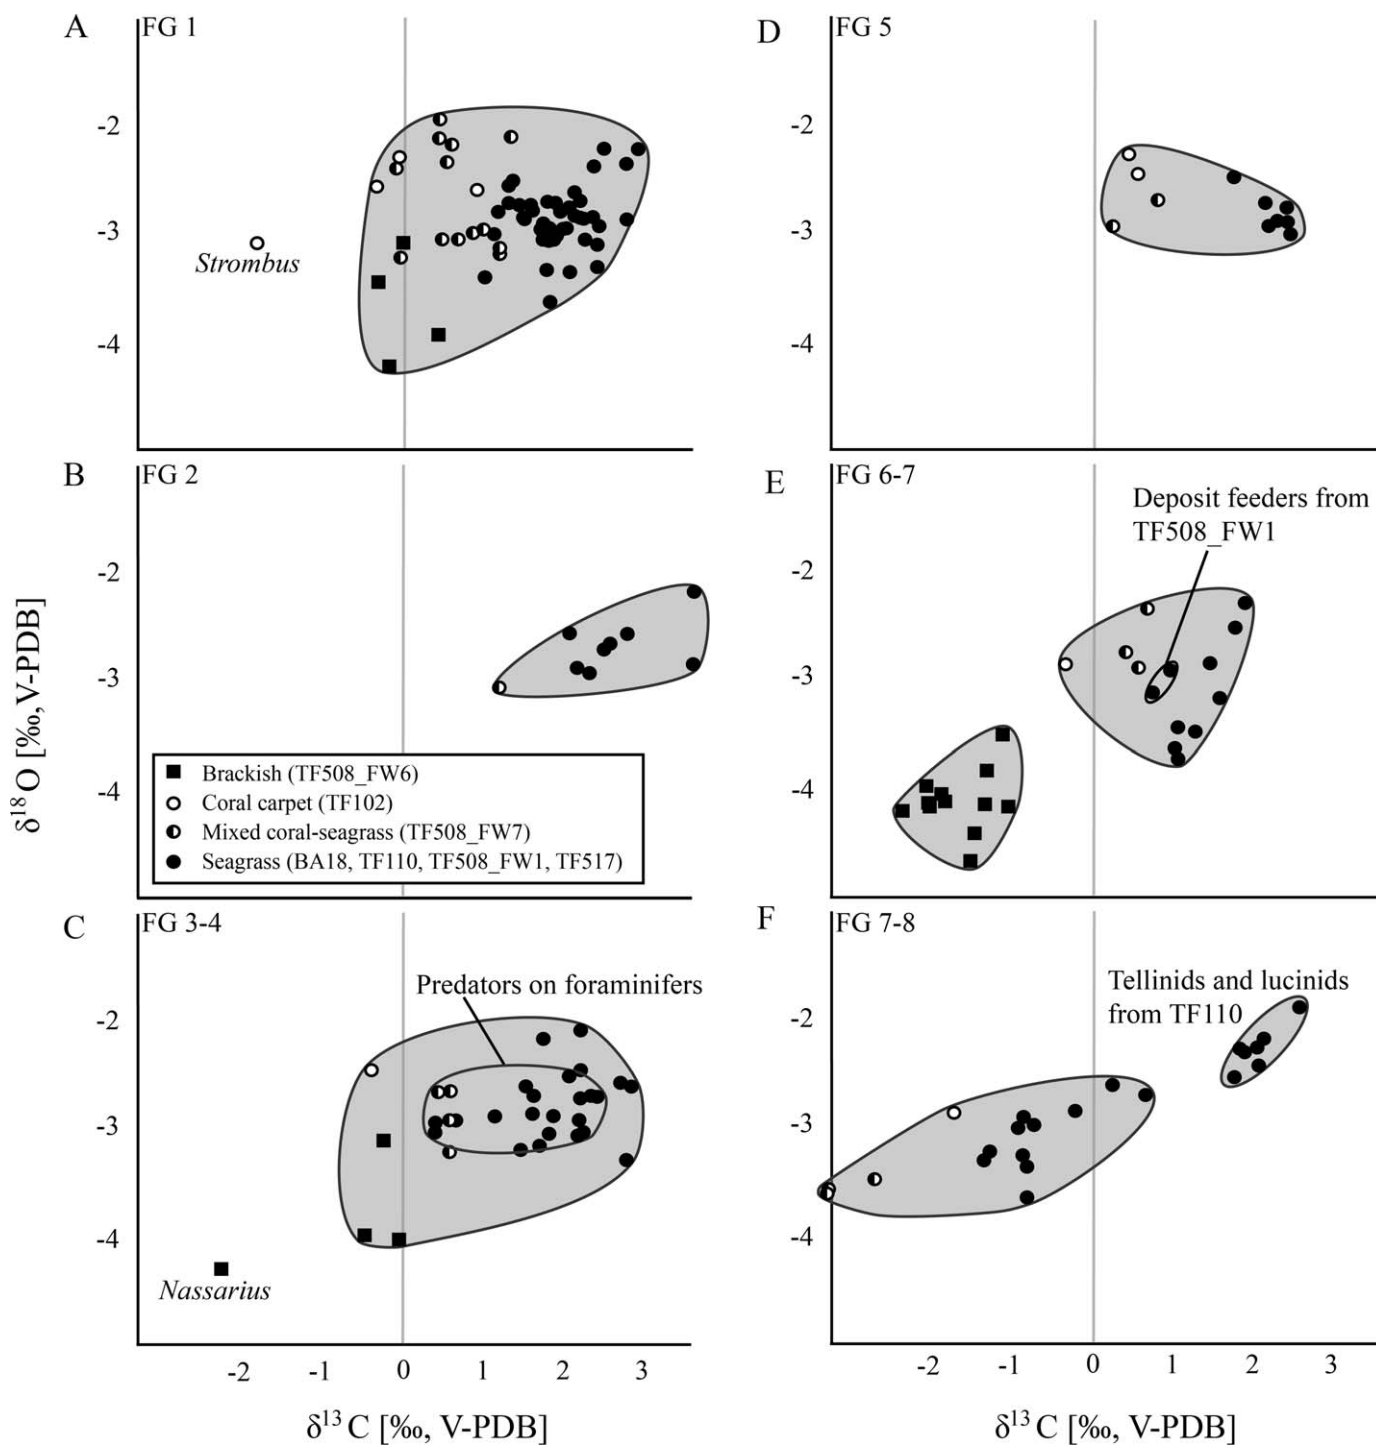 A
FG 1
-2
-3
-4
Strombus
D
FG 5
-2
-3
-4
B
FG 2
-2
-3
-4
Brackish (TF508_FW6)
Coral carpet (TF102)
Mixed coral-seagrass (TF508_FW7)
Seagrass (BA18, TF110, TF508_FW1, TF517)
E
FG 6-7
Deposit feeders from
TF508_FW1
-2
-3
-4
δ18 O [‰, V-PDB]
C
FG 3-4
Predators on foraminifers
-2
-3
-4
Nassarius
-2 -1 0 1 2 3
δ13 C [‰, V-PDB]
F
FG 7-8
Tellinids and lucinids
from TF110
-2
-3
-4
-2 -1 0 1 2 3
δ13 C [‰, V-PDB]